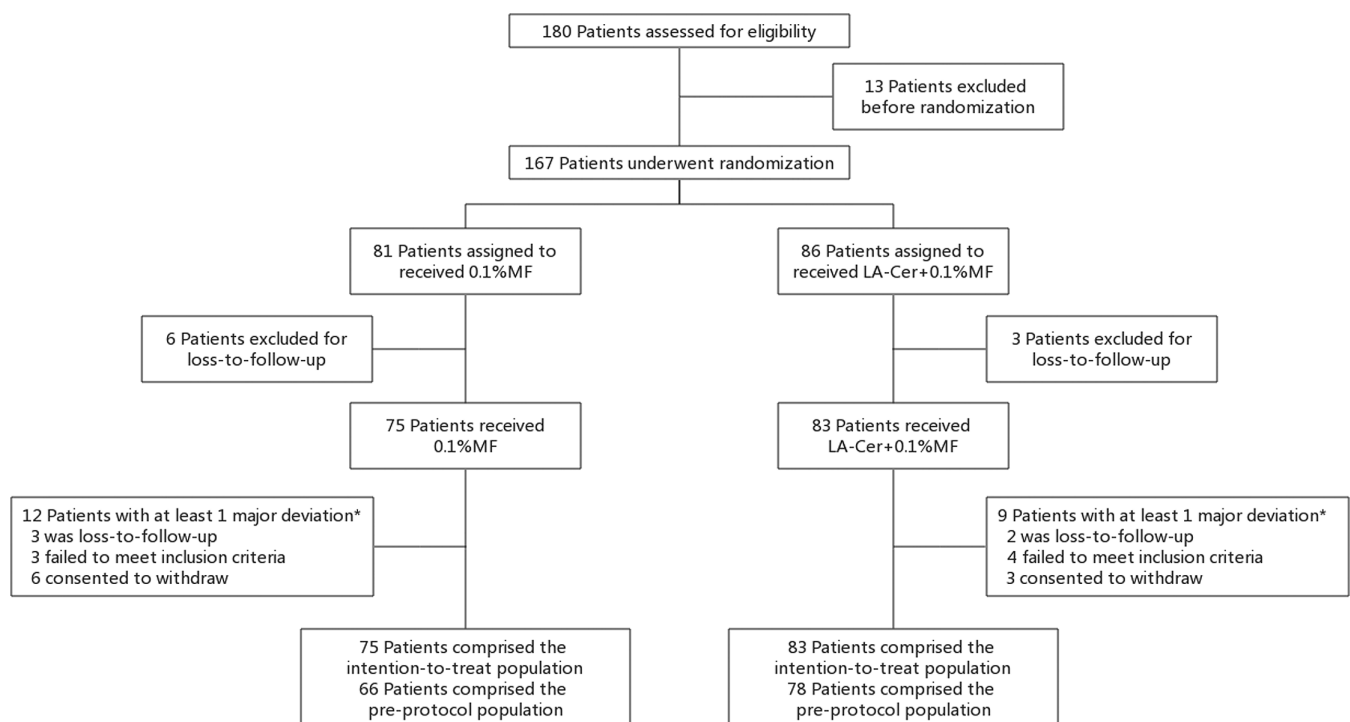 180 Patients assessed for eligibility
13 Patients excluded
before randomization
167 Patients underwent randomization
81 Patients assigned to
received 0.1%MF
86 Patients assigned to
received LA-Cer+0.1%MF
6 Patients excluded for
loss-to-follow-up
3 Patients excluded for
loss-to-follow-up
75 Patients received
0.1%MF
83 Patients received
LA-Cer+0.1%MF
12 Patients with at least 1 major deviation*
3 was loss-to-follow-up
3 failed to meet inclusion criteria
6 consented to withdraw
9 Patients with at least 1 major deviation*
2 was loss-to-follow-up
4 failed to meet inclusion criteria
3 consented to withdraw
75 Patients comprised the
intention-to-treat population
66 Patients comprised the
pre-protocol population
83 Patients comprised the
intention-to-treat population
78 Patients comprised the
pre-protocol population